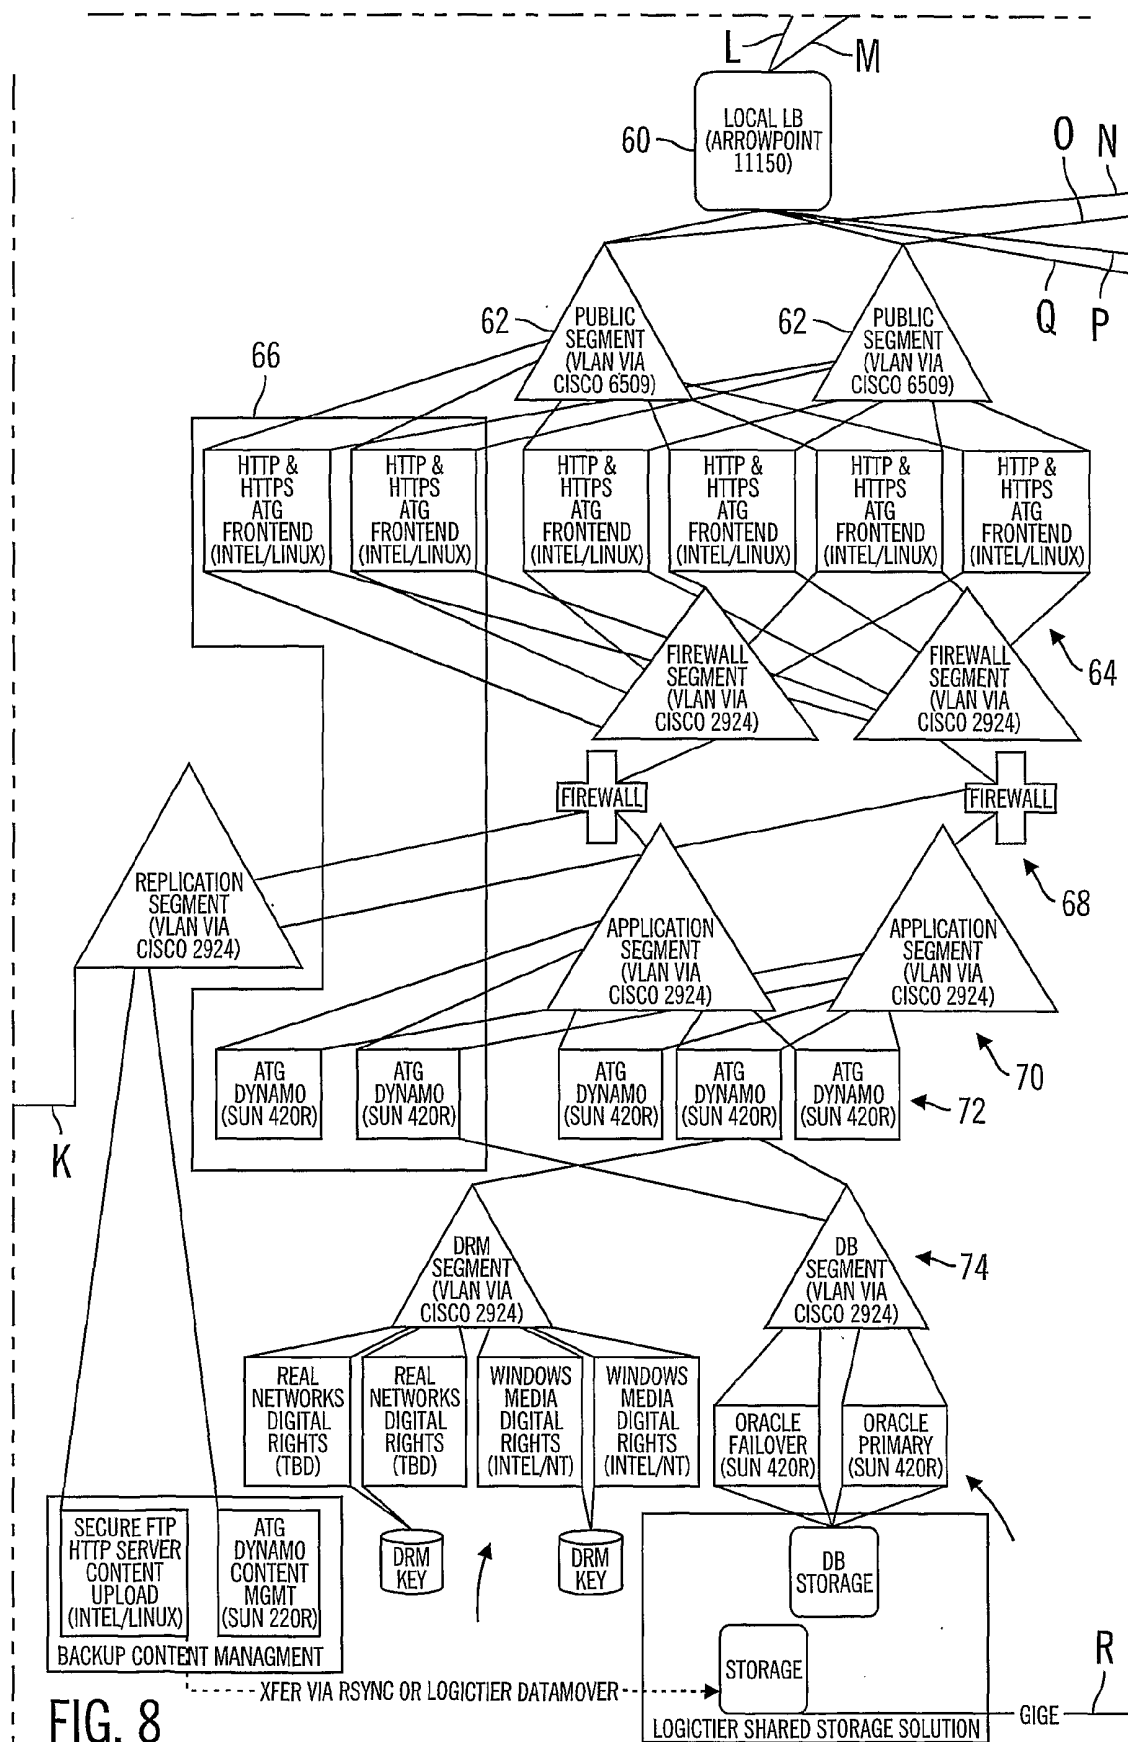 L
M
LOCAL LB
(ARROWPOINT
11150)
60
O
N
Q
P
62
PUBLIC
SEGMENT
(VLAN VIA
CISCO 6509)
62
PUBLIC
SEGMENT
(VLAN VIA
CISCO 6509)
66
HTTP &
HTTPS
ATG
FRONTEND
(INTEL/LINUX)
HTTP &
HTTPS
ATG
FRONTEND
(INTEL/LINUX)
HTTP &
HTTPS
ATG
FRONTEND
(INTEL/LINUX)
HTTP &
HTTPS
ATG
FRONTEND
(INTEL/LINUX)
HTTP &
HTTPS
ATG
FRONTEND
(INTEL/LINUX)
HTTP &
HTTPS
ATG
FRONTEND
(INTEL/LINUX)
FIREWALL
SEGMENT
(VLAN VIA
CISCO 2924)
FIREWALL
SEGMENT
(VLAN VIA
CISCO 2924)
64
FIREWALL
FIREWALL
68
REPLICATION
SEGMENT
(VLAN VIA
CISCO 2924)
APPLICATION
SEGMENT
(VLAN VIA
CISCO 2924)
APPLICATION
SEGMENT
(VLAN VIA
CISCO 2924)
70
ATG
DYNAMO
(SUN 420R)
ATG
DYNAMO
(SUN 420R)
ATG
DYNAMO
(SUN 420R)
ATG
DYNAMO
(SUN 420R)
ATG
DYNAMO
(SUN 420R)
72
K
DRM
SEGMENT
(VLAN VIA
CISCO 2924)
DB
SEGMENT
(VLAN VIA
CISCO 2924)
74
REAL
NETWORKS
DIGITAL
RIGHTS
(TBD)
REAL
NETWORKS
DIGITAL
RIGHTS
(TBD)
WINDOWS
MEDIA
DIGITAL
RIGHTS
(INTEL/NT)
WINDOWS
MEDIA
DIGITAL
RIGHTS
(INTEL/NT)
ORACLE
FAILOVER
(SUN 420R)
ORACLE
PRIMARY
(SUN 420R)
SECURE FTP
HTTP SERVER
CONTENT
UPLOAD
(INTEL/LINUX)
ATG
DYNAMO
CONTENT
MGMT
(SUN 220R)
BACKUP CONTENT MANAGMENT
DRM
KEY
DRM
KEY
DB
STORAGE
STORAGE
XFER VIA RSYNC OR LOGICTIER DATAMOVER
LOGICTIER SHARED STORAGE SOLUTION
GIGE
R
FIG. 8